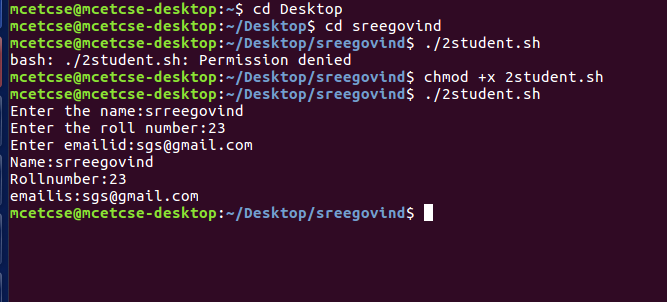 mcetcse@mcetcse-desktop:~$ cd Desktop
mcetcse@mcetcse-desktop:~/Desktop$ cd sreegovind
mcetcse@mcetcse-desktop:~/Desktop/sreegovind$ ./2student.sh
bash: ./2student.sh: Permission denied
mcetcse@mcetcse-desktop:~/Desktop/sreegovind$ chmod +x 2student.sh
mcetcse@mcetcse-desktop:~/Desktop/sreegovind$ ./2student.sh
Enter the name:srreegovind
Enter the roll number:23
Enter emailid:sgs@gmail.com
Name:srreegovind
Rollnumber:23
emailis:sgs@gmail.com
mcetcse@mcetcse-desktop:~/Desktop/sreegovind$